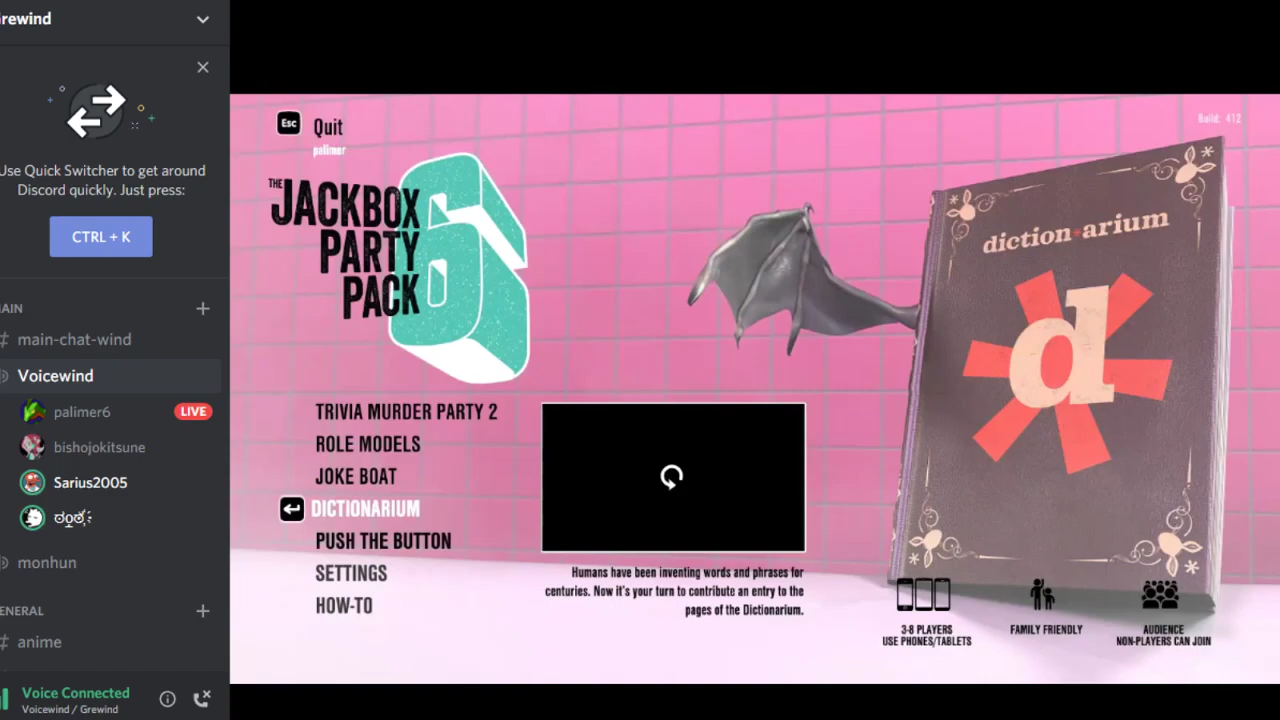 rewind
Use Quick Switcher to get around
Discord quickly. Just press:
CTRL + K
MAIN
# main-chat-wind
Voicewind
palimer6
LIVE
bishojokitsune
Sarius2005
monhun
GENERAL
# anime
Voice Connected
Voicewind / Grewind
Esc
Quit
palimer
Build: 412
THE
JACKBOX
PARTY
PACK
6
TRIVIA MURDER PARTY 2
ROLE MODELS
JOKE BOAT
DICTIONARIUM
PUSH THE BUTTON
SETTINGS
HOW-TO
Humans have been inventing words and phrases for
centuries. Now it's your turn to contribute an entry to the
pages of the Dictionarium.
diction•arium
d
3-8 PLAYERS
USE PHONES/TABLETS
FAMILY FRIENDLY
AUDIENCE
NON-PLAYERS CAN JOIN